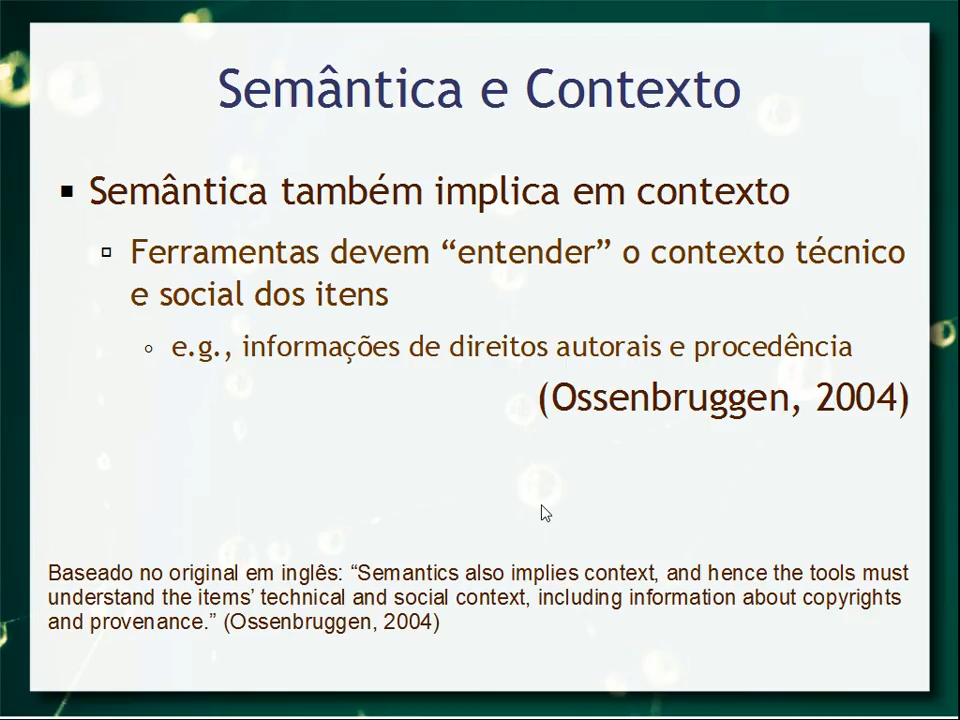 Semântica e Contexto
Semântica também implica em contexto
Ferramentas devem “entender” o contexto técnico
e social dos itens
e.g., informações de direitos autorais e procedência
(Ossenbruggen, 2004)
Baseado no original em inglês: “Semantics also implies context, and hence the tools must
understand the items’ technical and social context, including information about copyrights
and provenance.” (Ossenbruggen, 2004)